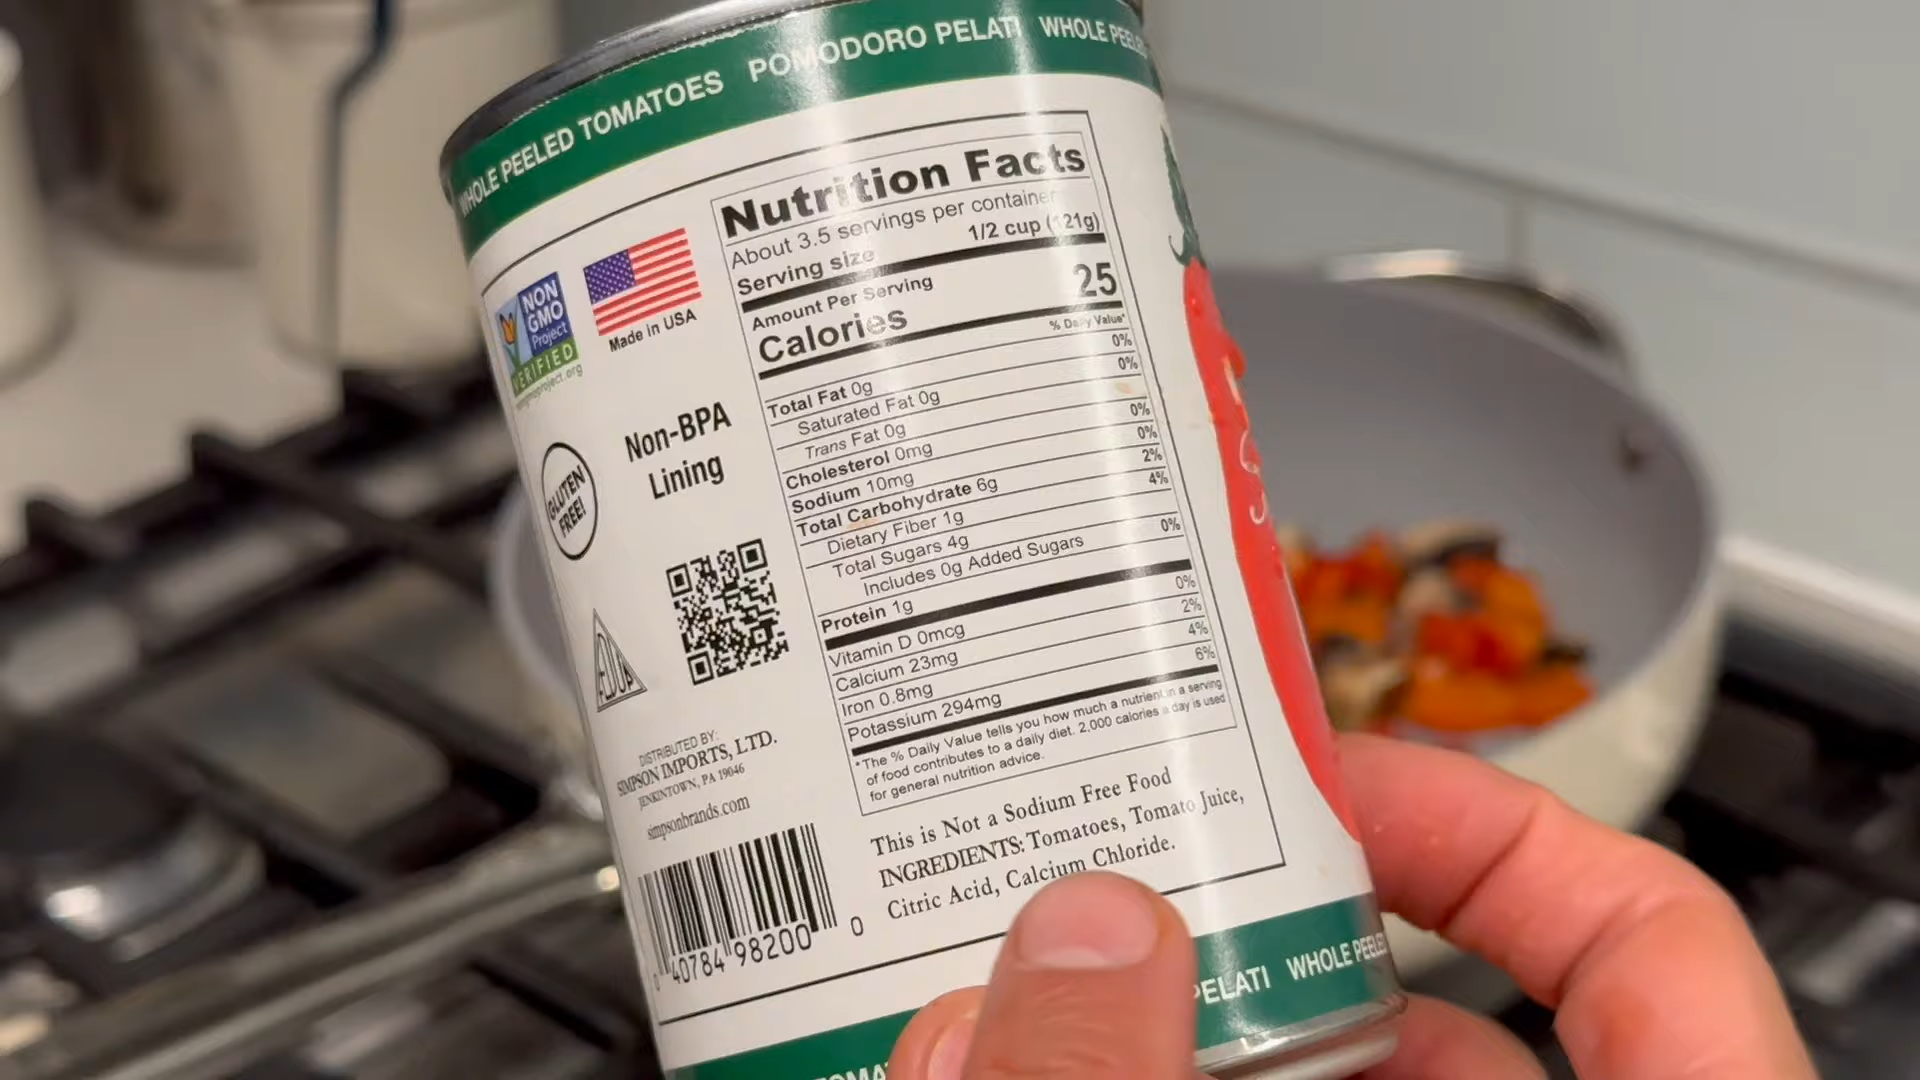 WHOLE PEELED TOMATOES POMODORO PELATI WHOLE
NON
GMO
Project
VERIFIED
Made in USA
Non-BPA
Lining
GLUTEN
FREE!
DISTRIBUTED BY:
SIMPSON IMPORTS, LTD.
JENKINTOWN, PA 19046
simpsonbrands.com
0 40784 98200 0
Nutrition Facts
About 3.5 servings per container
Serving size 1/2 cup (121g)
Amount Per Serving
Calories 25
% Daily Value*
Total Fat 0g 0%
Saturated Fat 0g 0%
Trans Fat 0g
Cholesterol 0mg 0%
Sodium 10mg 0%
Total Carbohydrate 6g 2%
Dietary Fiber 1g 4%
Total Sugars 4g
Includes 0g Added Sugars 0%
Protein 1g
Vitamin D 0mcg 0%
Calcium 23mg 2%
Iron 0.8mg 4%
Potassium 294mg 6%
*The % Daily Value tells you how much a nutrient in a serving
of food contributes to a daily diet. 2,000 calories a day is used
for general nutrition advice.
This is Not a Sodium Free Food
INGREDIENTS: Tomatoes, Tomato Juice,
Citric Acid, Calcium Chloride.
PELATI WHOLE